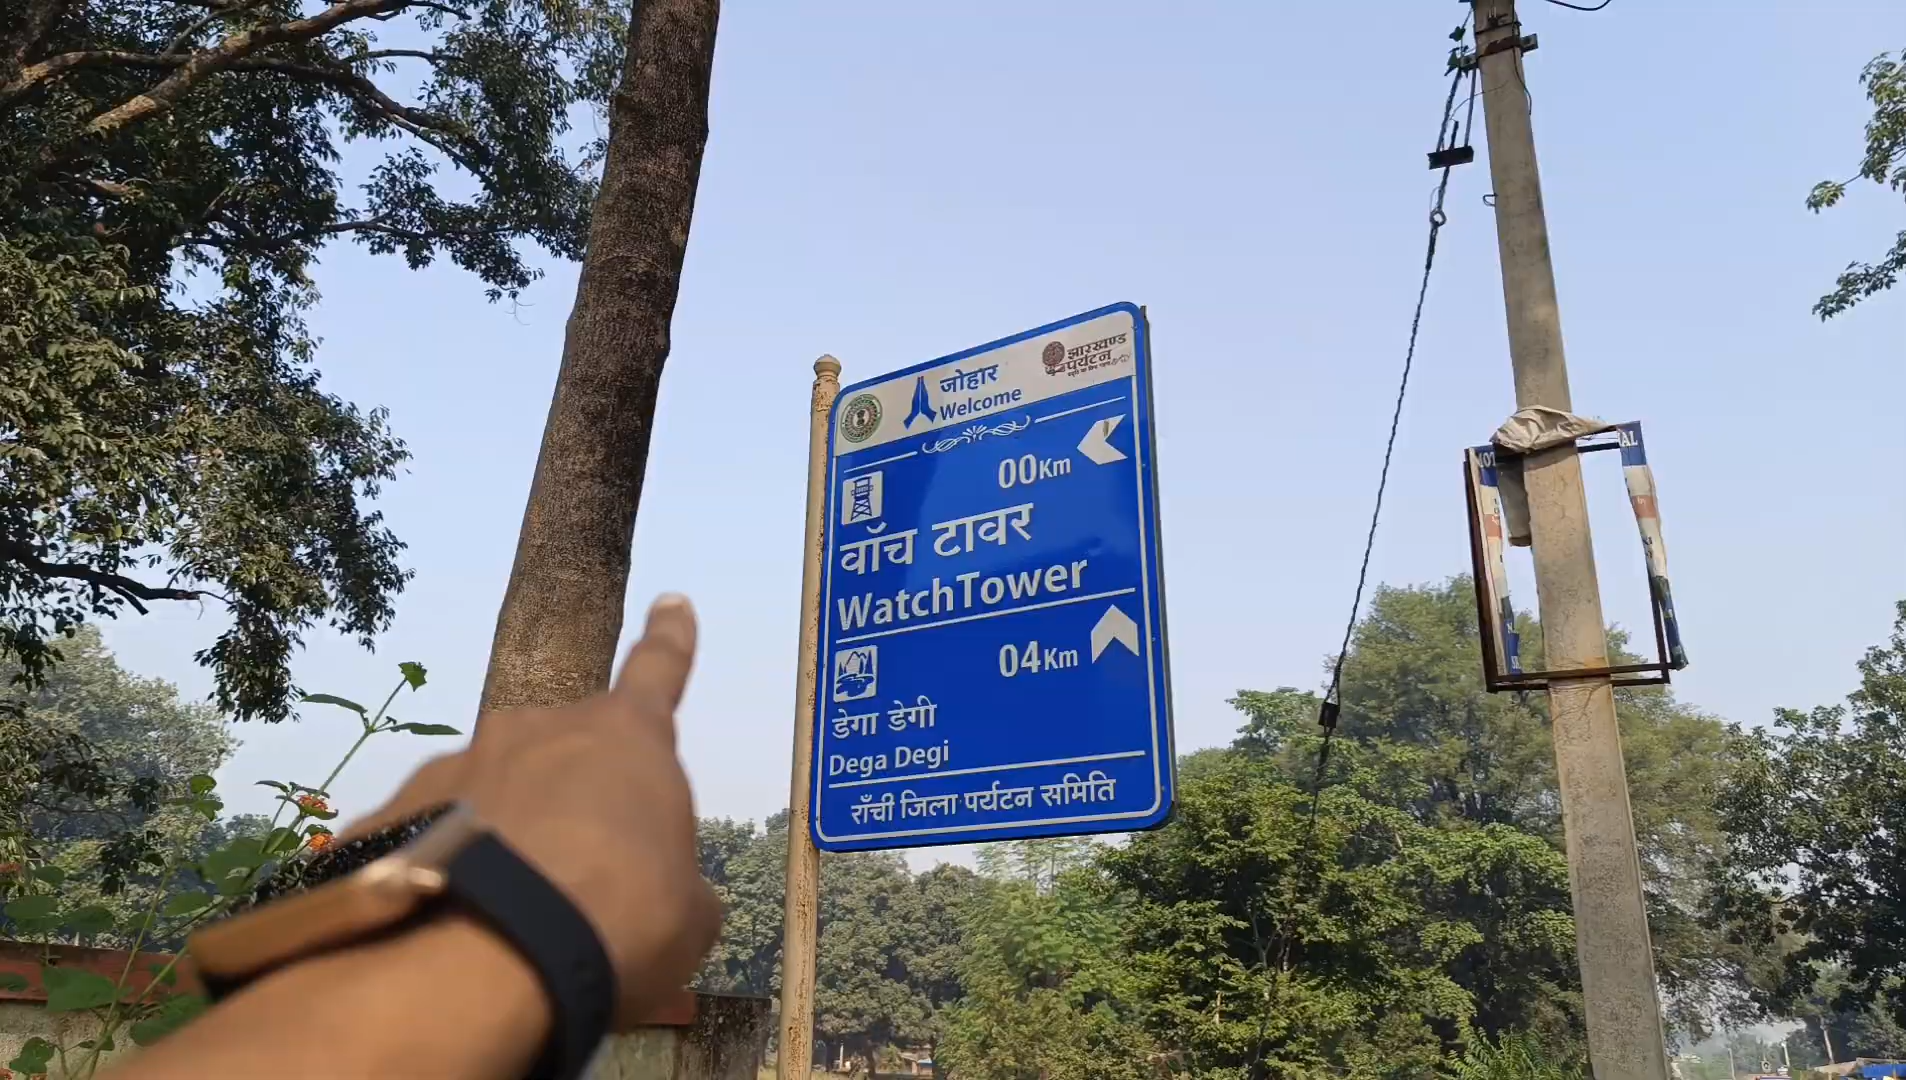 जोहार
Welcome
झारखण्ड
पर्यटन
00Km
वॉच टावर
WatchTower
04Km
डेगा डेगी
Dega Degi
राँची जिला पर्यटन समिति